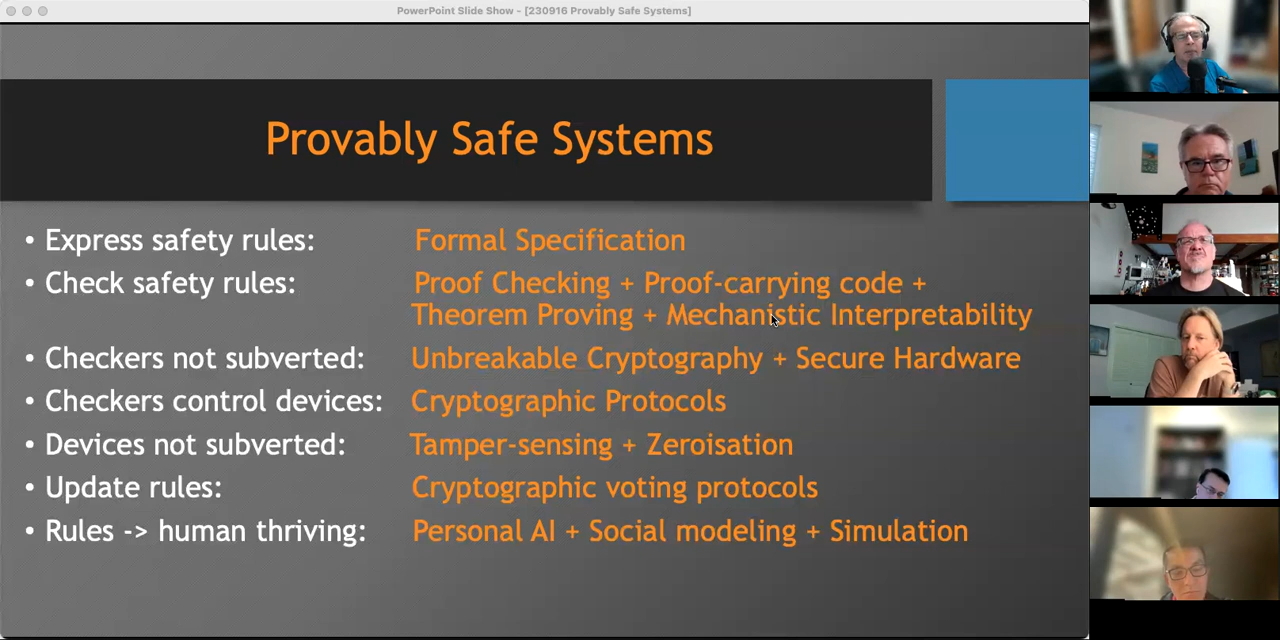 PowerPoint Slide Show - [230916 Provably Safe Systems]
Provably Safe Systems
• Express safety rules: Formal Specification
• Check safety rules: Proof Checking + Proof-carrying code +
Theorem Proving + Mechanistic Interpretability
• Checkers not subverted: Unbreakable Cryptography + Secure Hardware
• Checkers control devices: Cryptographic Protocols
• Devices not subverted: Tamper-sensing + Zeroisation
• Update rules: Cryptographic voting protocols
• Rules -> human thriving: Personal AI + Social modeling + Simulation